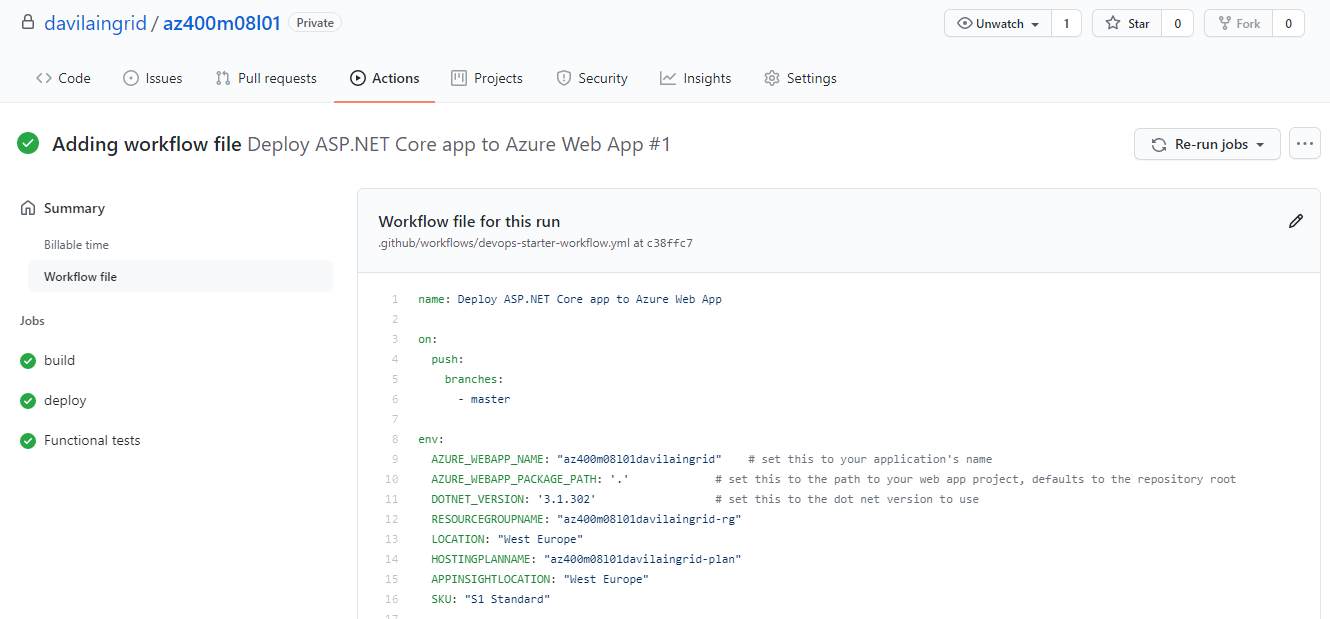 davilaingrid / az400m08l01 Private
Unwatch 1 Star 0 Fork 0
Code Issues Pull requests Actions Projects Security Insights Settings
Adding workflow file Deploy ASP.NET Core app to Azure Web App #1
Re-run jobs
Summary
Billable time
Workflow file
Jobs
build
deploy
Functional tests
Workflow file for this run
.github/workflows/devops-starter-workflow.yml at c38ffc7
1 name: Deploy ASP.NET Core app to Azure Web App
2
3 on:
4 push:
5 branches:
6 - master
7
8 env:
9 AZURE_WEBAPP_NAME: "az400m08l01davilaingrid" # set this to your application's name
10 AZURE_WEBAPP_PACKAGE_PATH: '.' # set this to the path to your web app project, defaults to the repository root
11 DOTNET_VERSION: '3.1.302' # set this to the dot net version to use
12 RESOURCEGROUPNAME: "az400m08l01davilaingrid-rg"
13 LOCATION: "West Europe"
14 HOSTINGPLANNAME: "az400m08l01davilaingrid-plan"
15 APPINSIGHTLOCATION: "West Europe"
16 SKU: "S1 Standard"
17